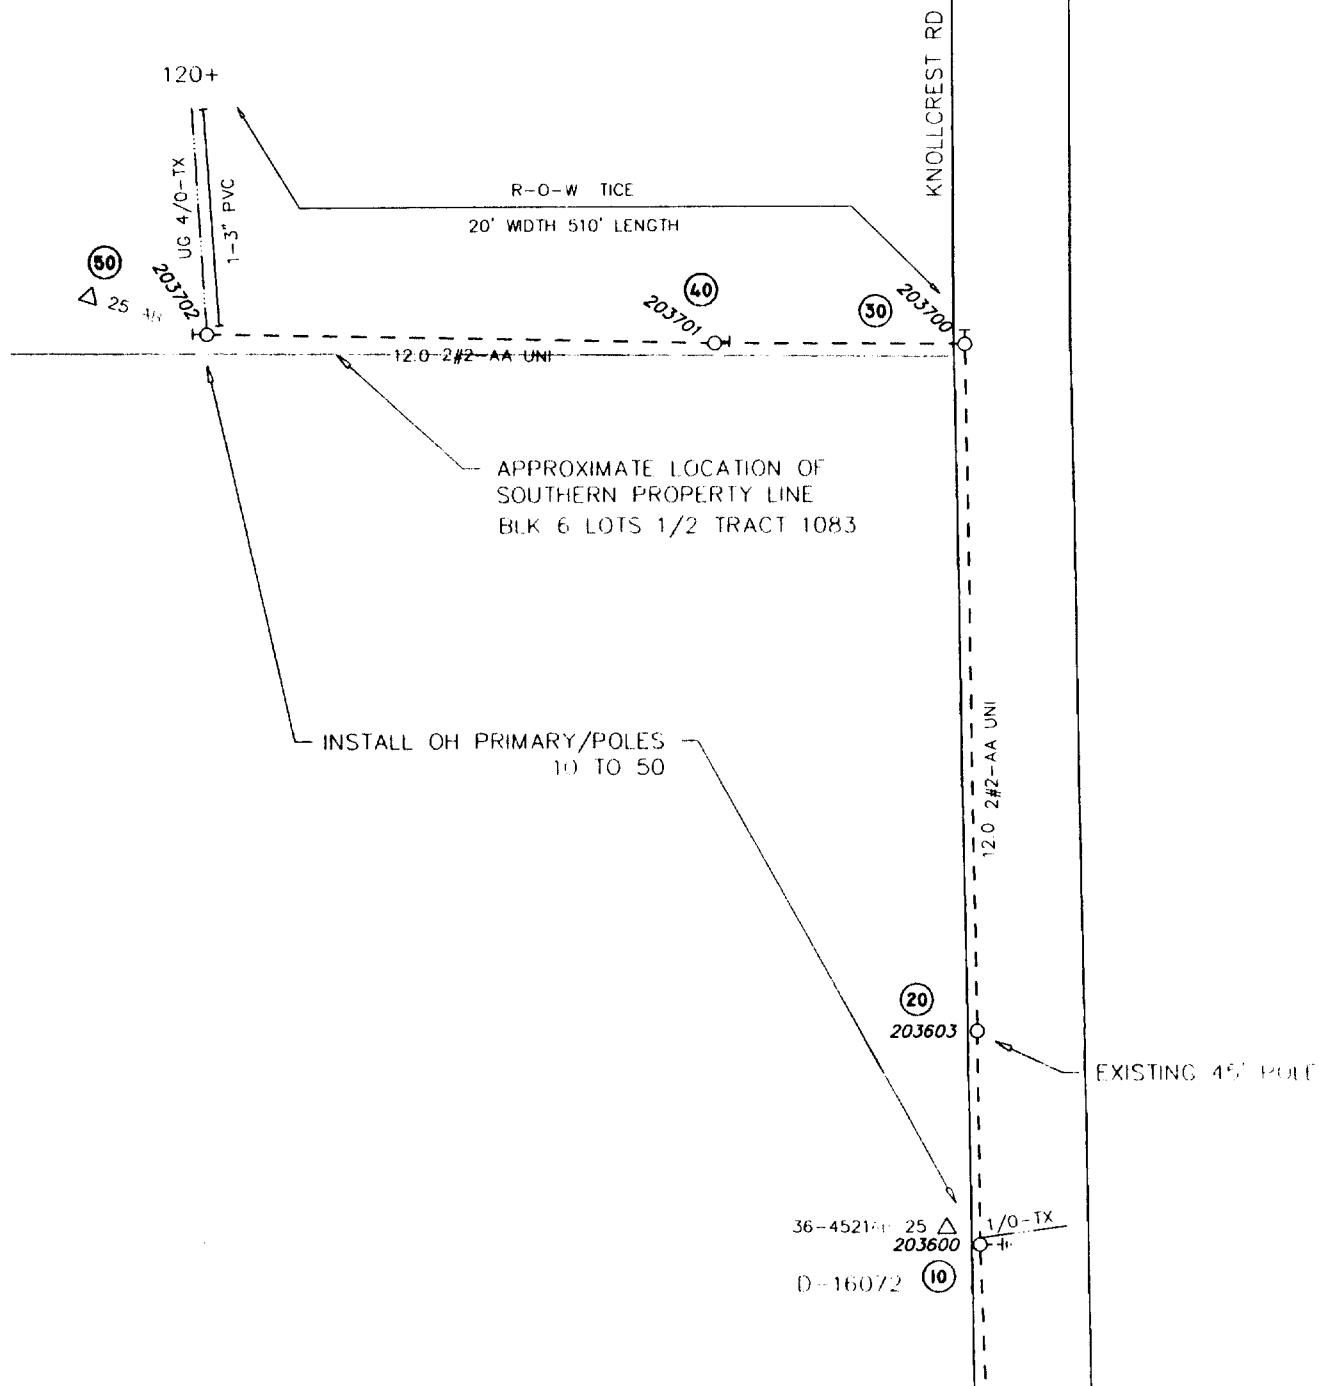 KNOLLCREST RD
120+
UG 4/0-TX
1-3" PVC
R-O-W TICE
20' WIDTH 510' LENGTH
50
25
203702
40
203701
30
203700
12.0 2#2-AA UNI
APPROXIMATE LOCATION OF
SOUTHERN PROPERTY LINE
BLK 6 LOTS 1/2 TRACT 1083
INSTALL OH PRIMARY/POLES
10 TO 50
12.0 2#2-AA UNI
20
203603
EXISTING 45' POLE
36-4521 25
1/0-TX
203600
D-16072
10